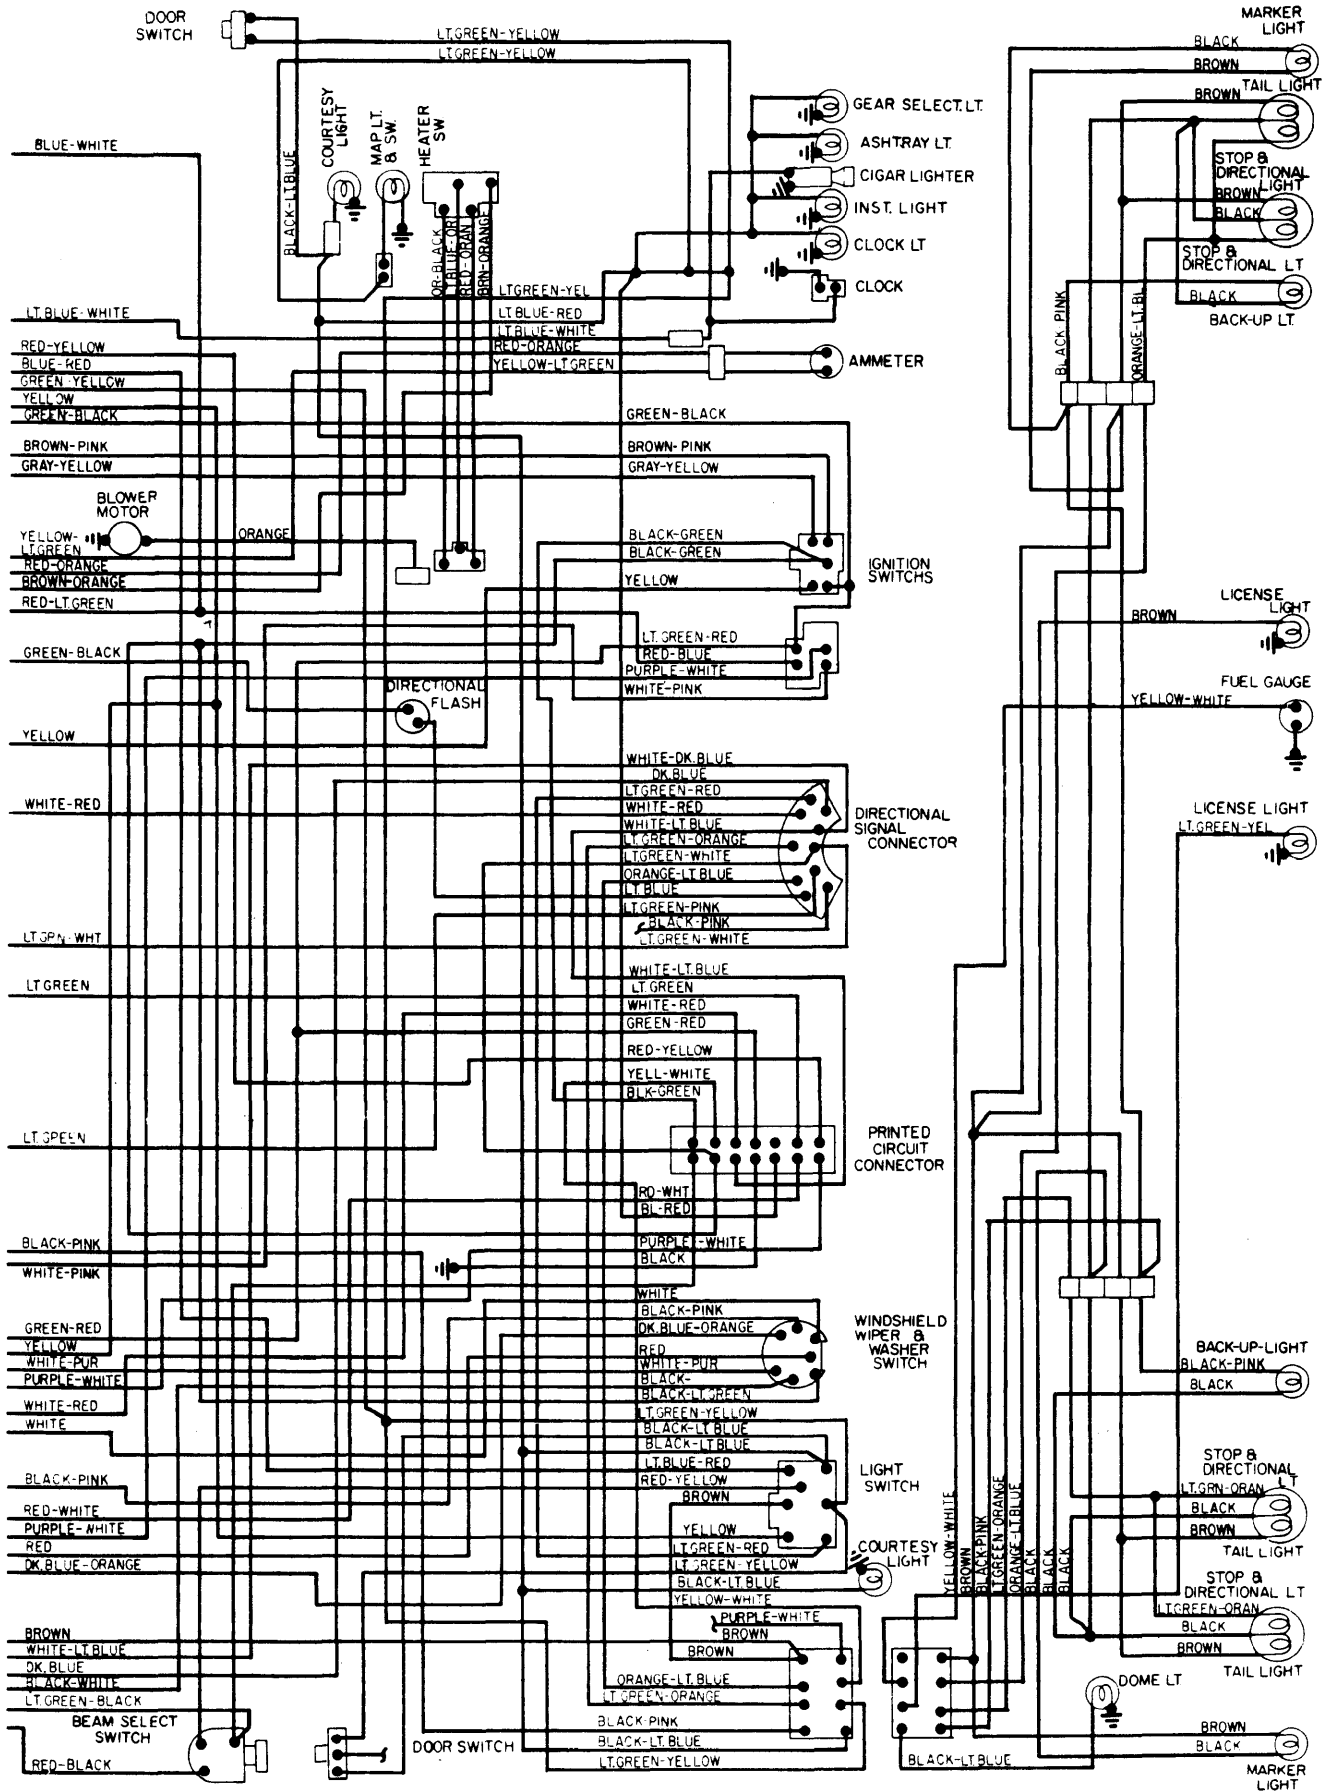 DOOR
SWITCH
LT.GREEN-YELLOW
LT.GREEN-YELLOW
BLUE-WHITE
BLACK-LT.BLUE
COURTESY
LIGHT
MAP LT.
& SW.
HEATER
SW
OR-BLACK
LT BLUE-OR
RED-ORAN
BRN-ORANGE
GEAR SELECT. LT.
ASHTRAY LT.
CIGAR LIGHTER
INST. LIGHT
CLOCK LT
CLOCK
LTGREEN-YEL
LT.BLUE-RED
LT.BLUE-WHITE
RED-ORANGE
YELLOW-LTGREEN
AMMETER
LT.BLUE-WHITE
RED-YELLOW
BLUE-RED
GREEN-YELLOW
YELLOW
GREEN-BLACK
BROWN-PINK
GRAY-YELLOW
GREEN-BLACK
BROWN-PINK
GRAY-YELLOW
BLOWER
MOTOR
ORANGE
YELLOW-
LT.GREEN
RED-ORANGE
BROWN-ORANGE
RED-LT.GREEN
BLACK-GREEN
BLACK-GREEN
YELLOW
IGNITION
SWITCHS
GREEN-BLACK
LT.GREEN-RED
RED-BLUE
PURPLE-WHITE
WHITE-PINK
DIRECTIONAL
FLASH
YELLOW
WHITE-RED
WHITE-DK.BLUE
DK.BLUE
LTGREEN-RED
WHITE-RED
WHITE-LT.BLUE
LT.GREEN-ORANGE
LT.GREEN-WHITE
ORANGE-LT.BLUE
LT.BLUE
LT.GREEN-PINK
BLACK-PINK
LT.GREEN-WHITE
DIRECTIONAL
SIGNAL
CONNECTOR
LT.GRN-WHT
LT GREEN
WHITE-LT.BLUE
LT.GREEN
WHITE-RED
GREEN-RED
RED-YELLOW
YELL-WHITE
BLK-GREEN
LT.GREEN
PRINTED
CIRCUIT
CONNECTOR
RD-WHT
BL-RED
PURPLE-WHITE
BLACK
BLACK-PINK
WHITE-PINK
WHITE
BLACK-PINK
DK.BLUE-ORANGE
RED
WHITE-PUR
BLACK-
BLACK-LT.GREEN
WINDSHIELD
WIPER &
WASHER
SWITCH
GREEN-RED
YELLOW
WHITE-PUR
PURPLE-WHITE
WHITE-RED
WHITE
LT.GREEN-YELLOW
BLACK-LT.BLUE
BLACK-LT.BLUE
LT.BLUE-RED
RED-YELLOW
BROWN
YELLOW
LT.GREEN-RED
LT.GREEN-YELLOW
BLACK-LT.BLUE
YELLOW-WHITE
LIGHT
SWITCH
COURTESY
LIGHT
BLACK-PINK
RED-WHITE
PURPLE-WHITE
RED
DK.BLUE-ORANGE
PURPLE-WHITE
BROWN
BROWN
ORANGE-LT.BLUE
LT.GREEN-ORANGE
BLACK-PINK
BLACK-LT.BLUE
LT.GREEN-YELLOW
BROWN
WHITE-LT.BLUE
DK.BLUE
BLACK-WHITE
LT.GREEN-BLACK
BEAM SELECT
SWITCH
RED-BLACK
DOOR SWITCH
MARKER
LIGHT
BLACK
BROWN
TAIL LIGHT
BROWN
STOP &
DIRECTIONAL
LIGHT
BROWN
BLACK
STOP &
DIRECTIONAL LT
BLACK
BACK-UP LT.
BLACK PINK
ORANGE-LT.BL
LICENSE
LIGHT
BROWN
FUEL GAUGE
YELLOW-WHITE
LICENSE LIGHT
LT.GREEN-YEL
BACK-UP-LIGHT
BLACK-PINK
BLACK
STOP &
DIRECTIONAL
LT
LT.GRN-ORAN
BLACK
BROWN
TAIL LIGHT
STOP &
DIRECTIONAL LT
LTGREEN-ORAN
BLACK
BROWN
TAIL LIGHT
YELLOW-WHITE
BROWN
BLACK-PINK
LT.GREEN-ORANGE
ORANGE-LT.BLUE
BLACK
BLACK
BLACK
DOME LT
BLACK-LT.BLUE
BROWN
BLACK
MARKER
LIGHT